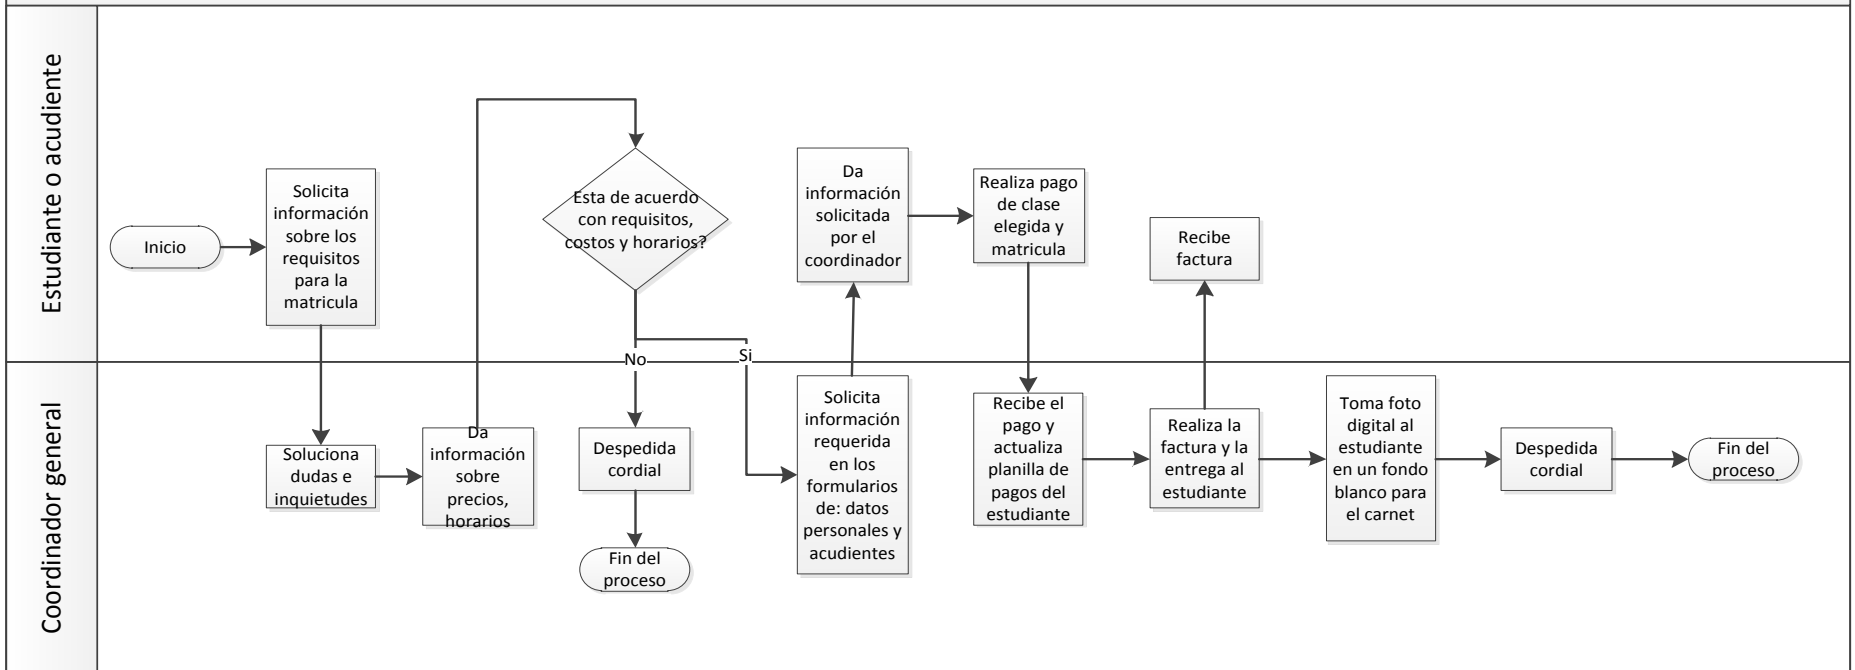 Estudiante o acudiente
Inicio
Solicita
información
sobre los
requisitos
para la
matricula
Esta de acuerdo
con requisitos,
costos y horarios?
Da
información
solicitada
por el
coordinador
Realiza pago
de clase
elegida y
matricula
Recibe
factura
No
Si
Coordinador general
Soluciona
dudas e
inquietudes
Da
información
sobre
precios,
horarios
Despedida
cordial
Fin del
proceso
Solicita
información
requerida
en los
formularios
de: datos
personales y
acudientes
Recibe el
pago y
actualiza
planilla de
pagos del
estudiante
Realiza la
factura y la
entrega al
estudiante
Toma foto
digital al
estudiante
en un fondo
blanco para
el carnet
Despedida
cordial
Fin del
proceso